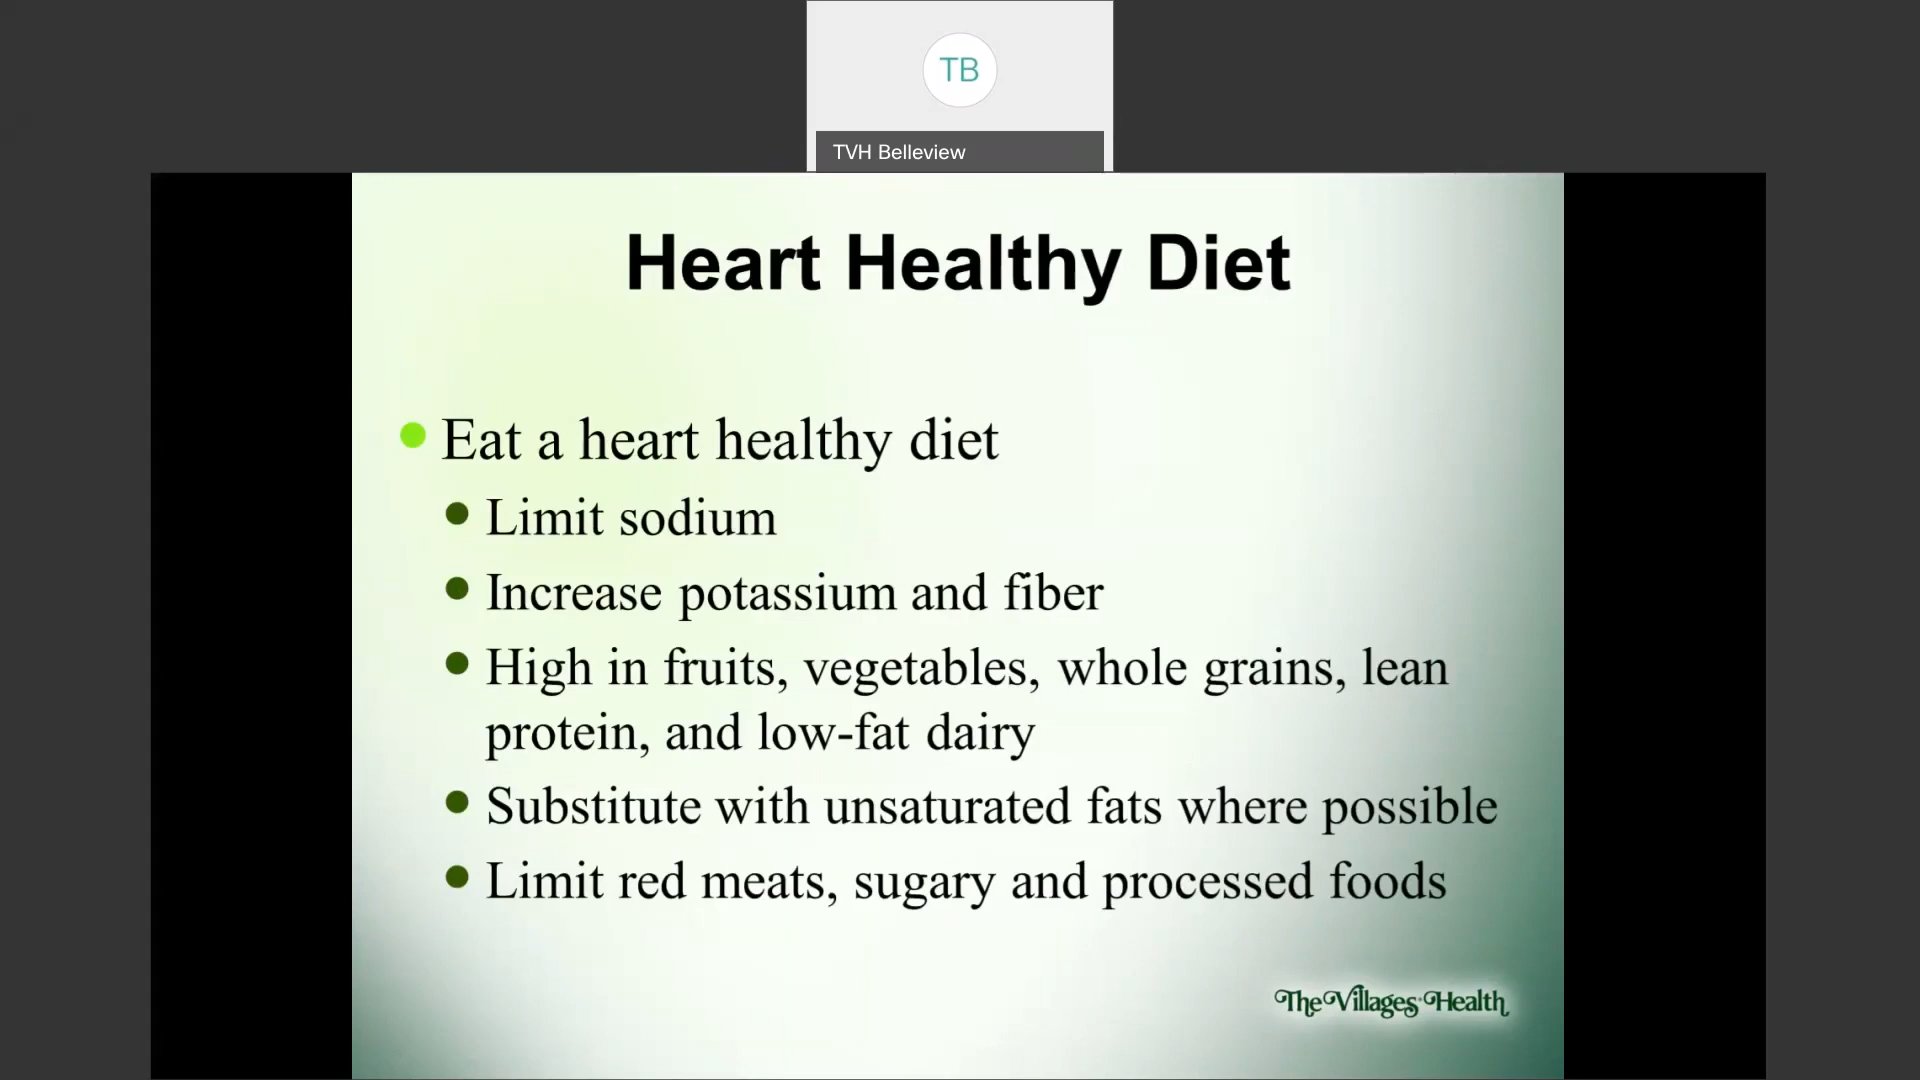 TB
TVH Belleview
Heart Healthy Diet
Eat a heart healthy diet
Limit sodium
Increase potassium and fiber
High in fruits, vegetables, whole grains, lean
protein, and low-fat dairy
Substitute with unsaturated fats where possible
Limit red meats, sugary and processed foods
The Villages Health